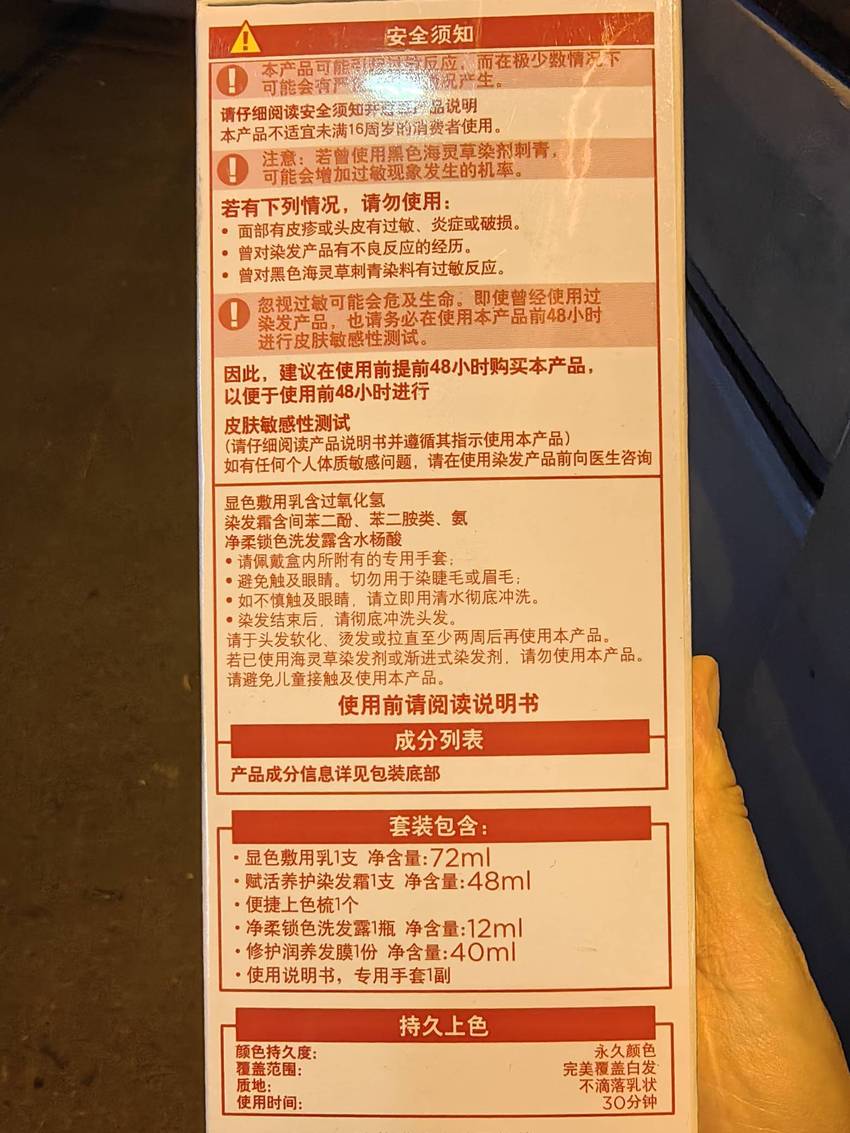 安全须知
本产品可能引起过敏反应，而在极少数情况下
可能会有严 况产生。
请仔细阅读安全须知并 品说明
本产品不适宜未满16周岁的消费者使用。
注意：若曾使用黑色海灵草染剂刺青，
可能会增加过敏现象发生的机率。
若有下列情况，请勿使用：
• 面部有皮疹或头皮有过敏、炎症或破损。
• 曾对染发产品有不良反应的经历。
• 曾对黑色海灵草刺青染料有过敏反应。
忽视过敏可能会危及生命。即使曾经使用过
染发产品，也请务必在使用本产品前48小时
进行皮肤敏感性测试。
因此，建议在使用前提前48小时购买本产品，
以便于使用前48小时进行
皮肤敏感性测试
(请仔细阅读产品说明书并遵循其指示使用本产品)
如有任何个人体质敏感问题，请在使用染发产品前向医生咨询
显色敷用乳含过氧化氢
染发霜含间苯二酚、苯二胺类、氨
净柔锁色洗发露含水杨酸
• 请佩戴盒内所附有的专用手套；
• 避免触及眼睛。切勿用于染睫毛或眉毛；
• 如不慎触及眼睛，请立即用清水彻底冲洗。
• 染发结束后，请彻底冲洗头发。
请于头发软化、烫发或拉直至少两周后再使用本产品。
若已使用海灵草染发剂或渐进式染发剂，请勿使用本产品。
请避免儿童接触及使用本产品。
使用前请阅读说明书
成分列表
产品成分信息详见包装底部
套装包含：
• 显色敷用乳1支 净含量：72ml
• 赋活养护染发霜1支 净含量：48ml
• 便捷上色梳1个
• 净柔锁色洗发露1瓶 净含量：12ml
• 修护润养发膜1份 净含量：40ml
• 使用说明书，专用手套1副
持久上色
颜色持久度： 永久颜色
覆盖范围： 完美覆盖白发
质地： 不滴落乳状
使用时间： 30分钟